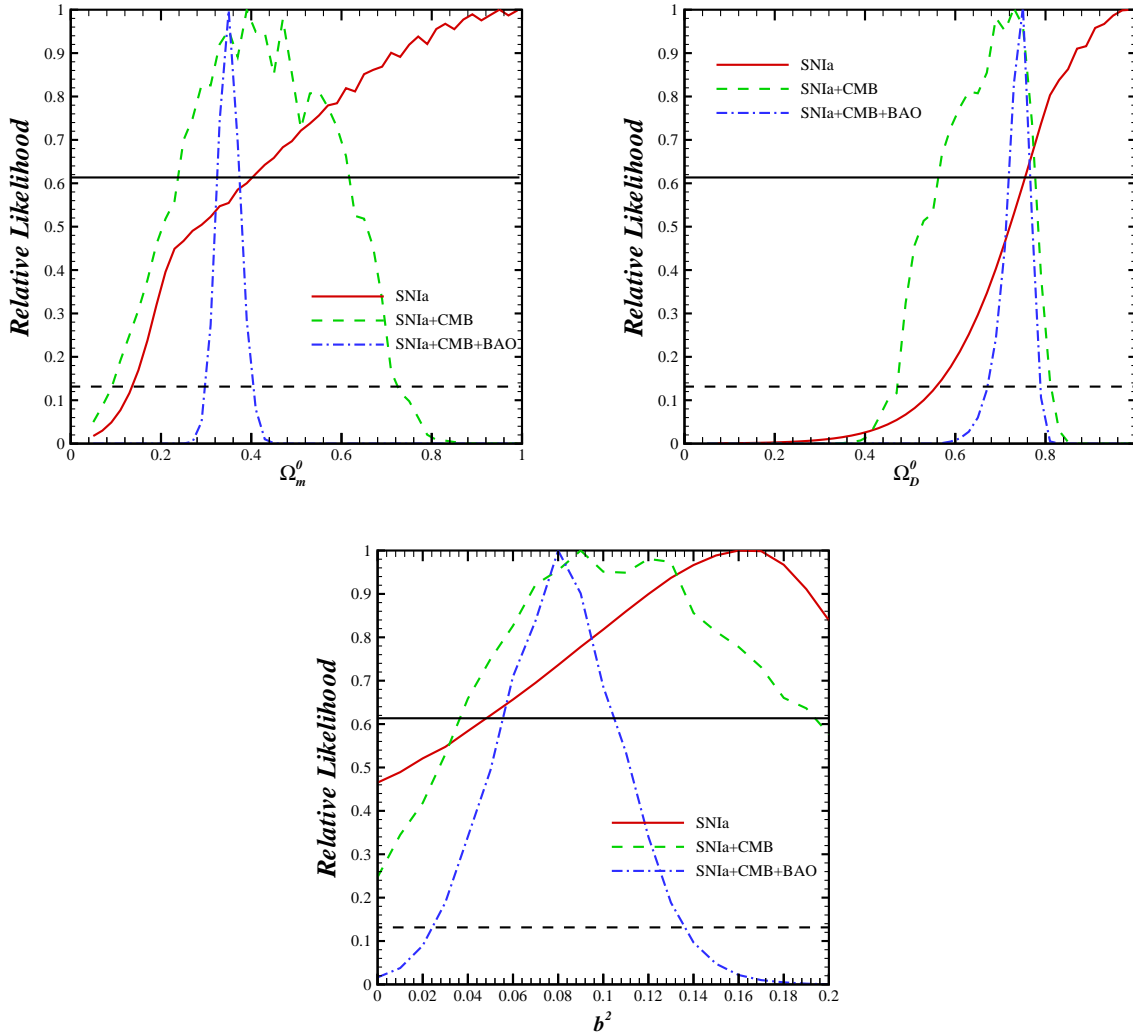 1
0.9
0.8
0.7
0.6
0.5
0.4
0.3
0.2
0.1
0
Relative Likelihood
SNIa
SNIa+CMB
SNIa+CMB+BAO
0 0.2 0.4 0.6 0.8 1
Ω_m^0
1
0.9
0.8
0.7
0.6
0.5
0.4
0.3
0.2
0.1
0
Relative Likelihood
SNIa
SNIa+CMB
SNIa+CMB+BAO
0 0.2 0.4 0.6 0.8
Ω_D^0
1
0.9
0.8
0.7
0.6
0.5
0.4
0.3
0.2
0.1
0
Relative Likelihood
SNIa
SNIa+CMB
SNIa+CMB+BAO
0 0.02 0.04 0.06 0.08 0.1 0.12 0.14 0.16 0.18 0.2
b^2